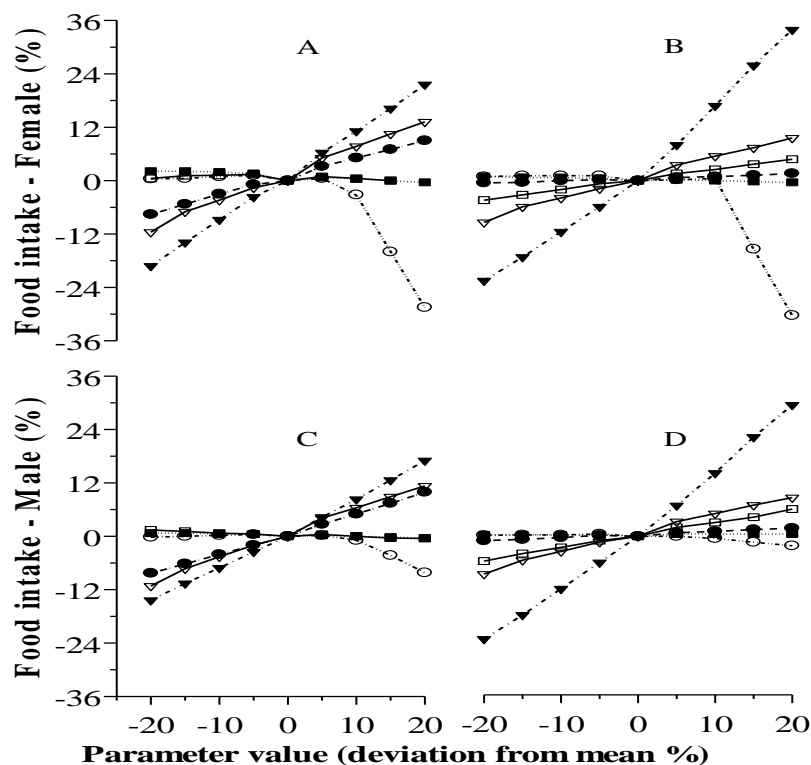 Food intake - Female (%)
36
24
12
0
-12
-24
-36
A
B
Food intake - Male (%)
36
24
12
0
-12
-24
-36
C
D
-20 -10 0 10 20
-20 -10 0 10 20
Parameter value (deviation from mean %)